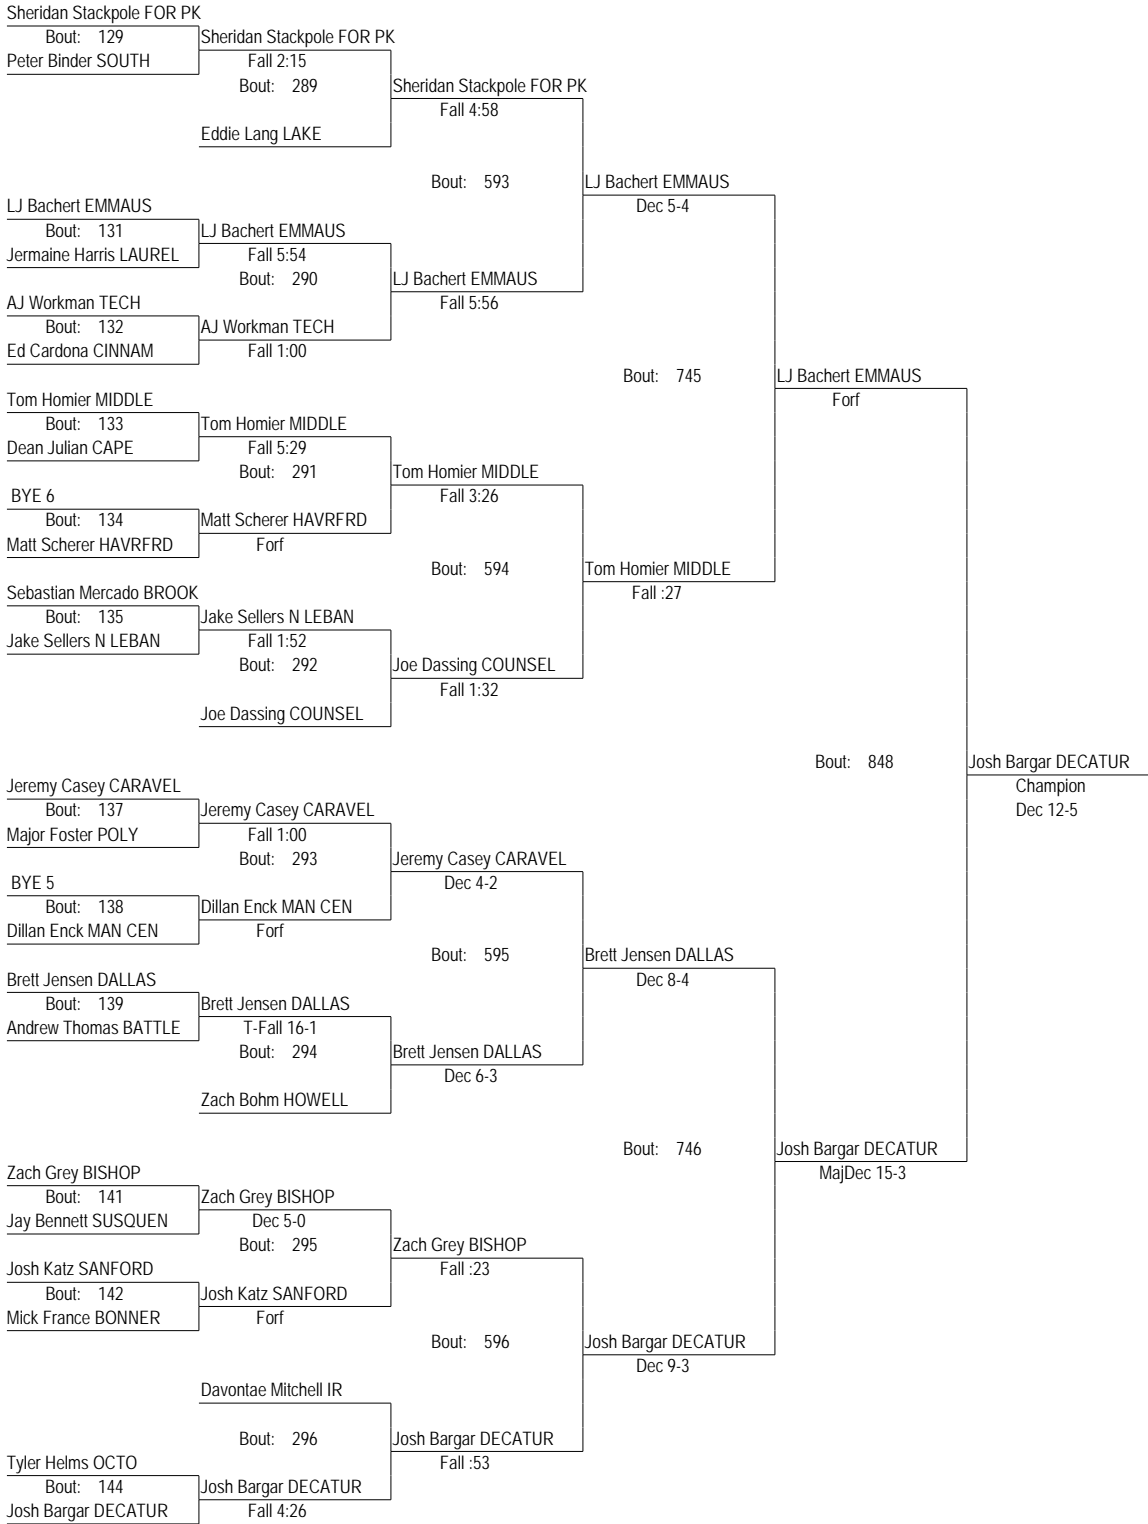 Sheridan Stackpole FOR PK
Bout: 129
Sheridan Stackpole FOR PK
Peter Binder SOUTH
Fall 2:15
Bout: 289
Sheridan Stackpole FOR PK
Fall 4:58
Eddie Lang LAKE
Bout: 593
LJ Bachert EMMAUS
Dec 5-4
LJ Bachert EMMAUS
Bout: 131
LJ Bachert EMMAUS
Jermaine Harris LAUREL
Fall 5:54
Bout: 290
LJ Bachert EMMAUS
Fall 5:56
AJ Workman TECH
Bout: 132
AJ Workman TECH
Ed Cardona CINNAM
Fall 1:00
Bout: 745
LJ Bachert EMMAUS
Forf
Tom Homier MIDDLE
Bout: 133
Tom Homier MIDDLE
Dean Julian CAPE
Fall 5:29
Bout: 291
Tom Homier MIDDLE
Fall 3:26
BYE 6
Bout: 134
Matt Scherer HAVRFRD
Matt Scherer HAVRFRD
Forf
Bout: 594
Tom Homier MIDDLE
Fall :27
Sebastian Mercado BROOK
Bout: 135
Jake Sellers N LEBAN
Jake Sellers N LEBAN
Fall 1:52
Bout: 292
Joe Dassing COUNSEL
Fall 1:32
Joe Dassing COUNSEL
Bout: 848
Josh Bargar DECATUR
Champion
Dec 12-5
Jeremy Casey CARAVEL
Bout: 137
Jeremy Casey CARAVEL
Major Foster POLY
Fall 1:00
Bout: 293
Jeremy Casey CARAVEL
Dec 4-2
BYE 5
Bout: 138
Dillan Enck MAN CEN
Dillan Enck MAN CEN
Forf
Bout: 595
Brett Jensen DALLAS
Dec 8-4
Brett Jensen DALLAS
Bout: 139
Brett Jensen DALLAS
Andrew Thomas BATTLE
T-Fall 16-1
Bout: 294
Brett Jensen DALLAS
Dec 6-3
Zach Bohm HOWELL
Bout: 746
Josh Bargar DECATUR
MajDec 15-3
Zach Grey BISHOP
Bout: 141
Zach Grey BISHOP
Jay Bennett SUSQUEN
Dec 5-0
Bout: 295
Zach Grey BISHOP
Fall :23
Josh Katz SANFORD
Bout: 142
Josh Katz SANFORD
Mick France BONNER
Forf
Bout: 596
Josh Bargar DECATUR
Dec 9-3
Davontae Mitchell IR
Bout: 296
Josh Bargar DECATUR
Fall :53
Tyler Helms OCTO
Bout: 144
Josh Bargar DECATUR
Josh Bargar DECATUR
Fall 4:26